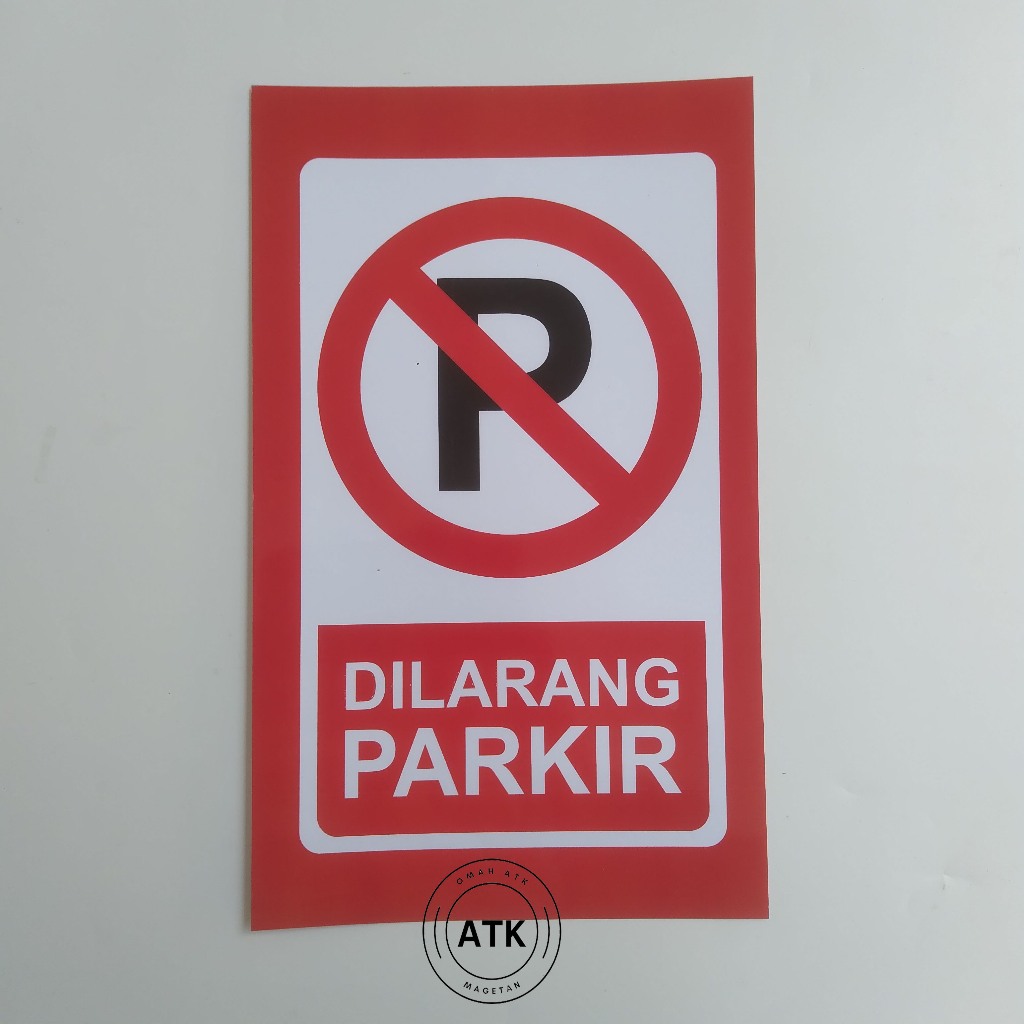 P
DILARANG
PARKIR
OMAH ATK
ATK
MAGETAN